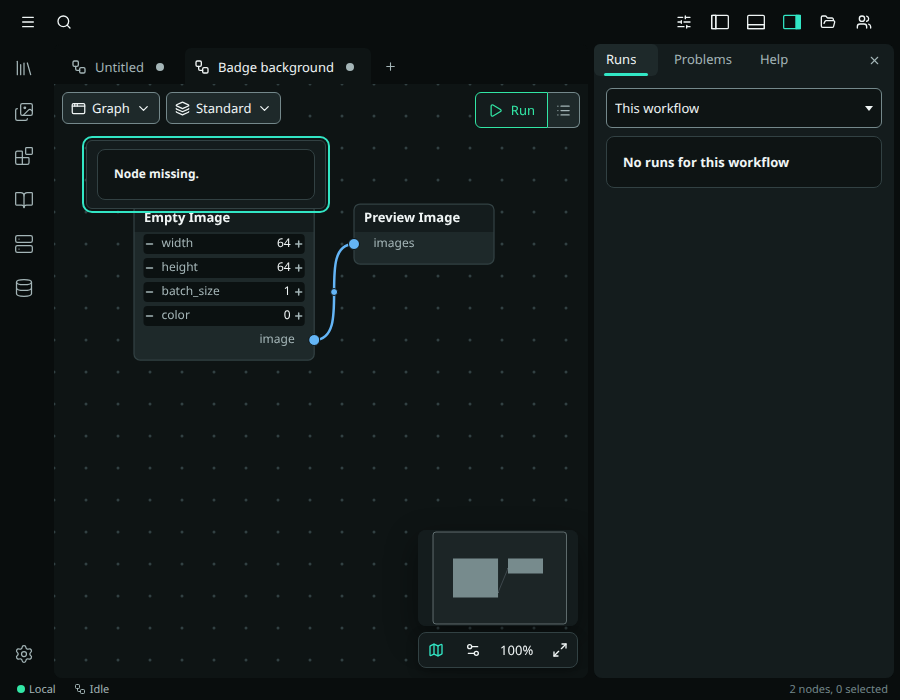 Untitled
Badge background
Runs
Problems
Help
Graph
Standard
Run
This workflow
No runs for this workflow
Node missing.
Empty Image
width 64
height 64
batch_size 1
color 0
image
Preview Image
images
100%
Local
Idle
2 nodes, 0 selected